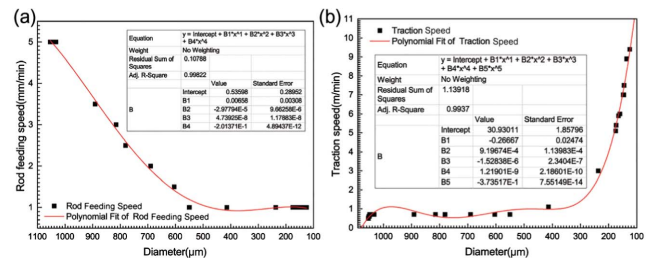 (a)
Equation y = Intercept + B1*x^1 + B2*x^2 + B3*x^3
+ B4*x^4
Weight No Weighting
Residual Sum of
Squares 0.10788
Adj. R-Square 0.99822
Value Standard Error
Intercept 0.53598 0.28952
B1 0.00658 0.00308
B B2 -2.97794E-5 9.66258E-6
B3 4.73925E-8 1.17883E-8
B4 -2.01371E-1 4.89437E-12
Rod feeding speed(mm/min)
5
4
3
2
1
Rod Feeding Speed
Polynomial Fit of Rod Feeding Speed
1100 1000 900 800 700 600 500 400 300 200 100
Diameter(μm)
(b)
Traction Speed
Polynomial Fit of Traction Speed
Equation y = Intercept + B1*x^1 + B2*x^2 + B3*x^3
+ B4*x^4 + B5*x^5
Weight No Weighting
Residual Sum of
Squares 1.13918
Adj. R-Square 0.9937
Value Standard Error
Intercept 30.93011 1.85796
B1 -0.26667 0.02474
B2 9.19674E-4 1.13983E-4
B B3 -1.52838E-6 2.3404E-7
B4 1.21901E-9 2.18601E-10
B5 -3.73517E-1 7.55149E-14
Traction speed(m/min)
11
10
9
8
7
6
5
4
3
2
1
0
1000 900 800 700 600 500 400 300 200 100
Diameter(μm)